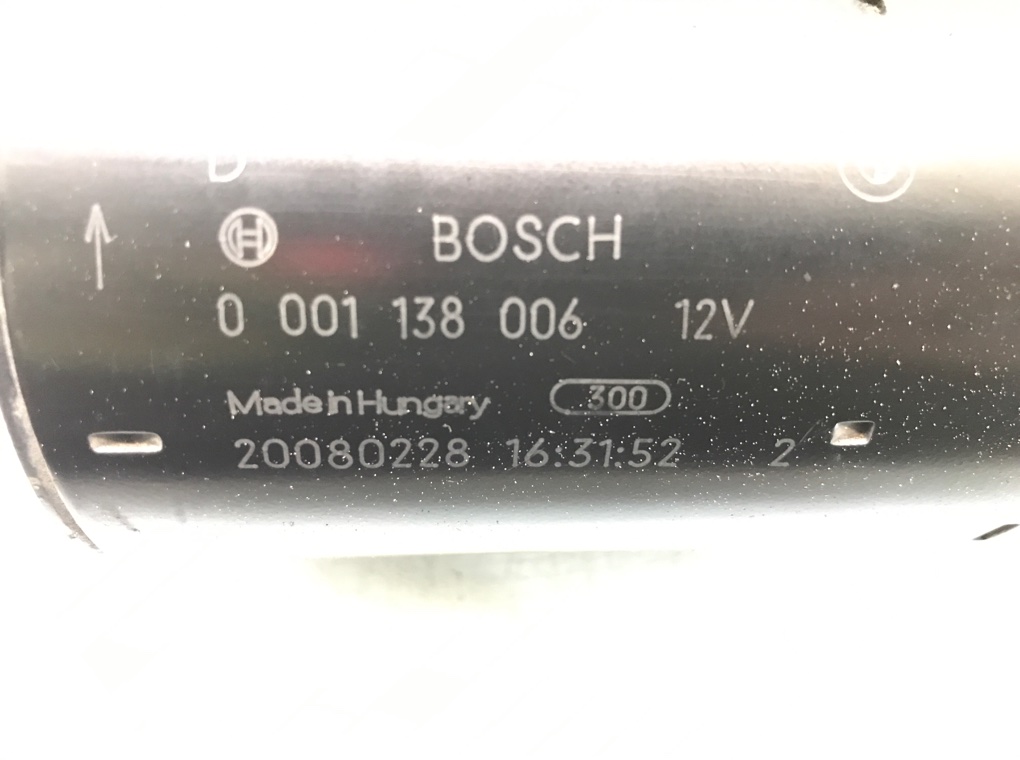 D
BOSCH
0 001 138 006 12V
Made in Hungary 300
20080228 16:31:52 2